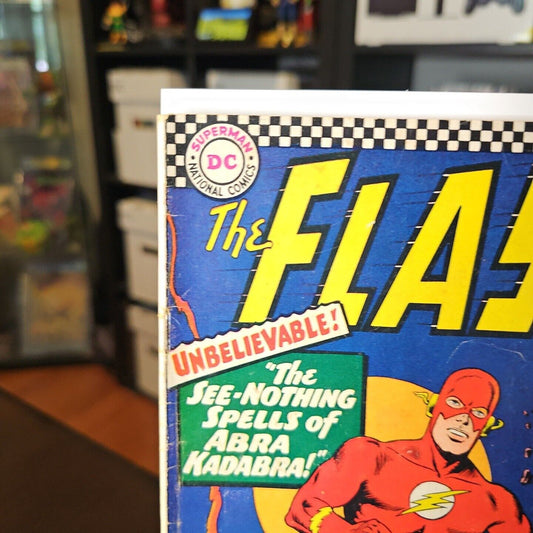 SUPERMAN
DC
NATIONAL COMICS
The
FLAS
UNBELIEVABLE!
"The
SEE-NOTHING
SPELLS of
ABRA
KADABRA!"